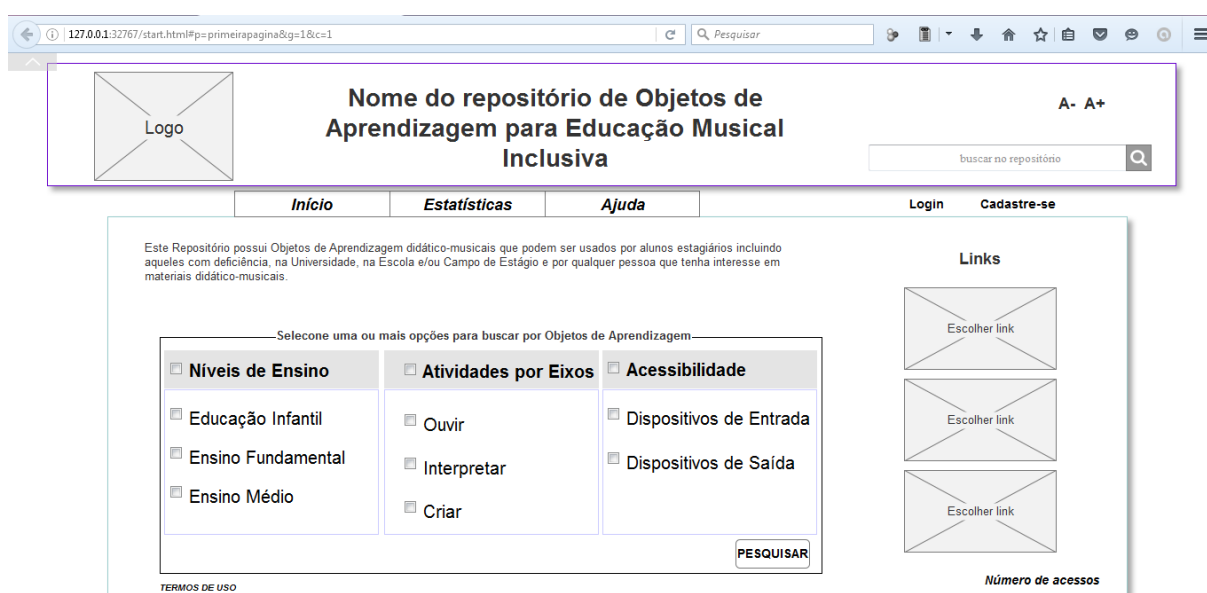 127.0.0.1:32767/start.html#p=primeirapagina&g=1&c=1
Pesquisar
Logo
Nome do repositório de Objetos de
Aprendizagem para Educação Musical
Inclusiva
A- A+
buscar no repositório
Início
Estatísticas
Ajuda
Login
Cadastre-se
Este Repositório possui Objetos de Aprendizagem didático-musicais que podem ser usados por alunos estagiários incluindo
aqueles com deficiência, na Universidade, na Escola e/ou Campo de Estágio e por qualquer pessoa que tenha interesse em
materiais didático-musicais.
Selecione uma ou mais opções para buscar por Objetos de Aprendizagem
Níveis de Ensino
Educação Infantil
Ensino Fundamental
Ensino Médio
Atividades por Eixos
Ouvir
Interpretar
Criar
Acessibilidade
Dispositivos de Entrada
Dispositivos de Saída
PESQUISAR
TERMOS DE USO
Links
Escolher link
Escolher link
Escolher link
Número de acessos